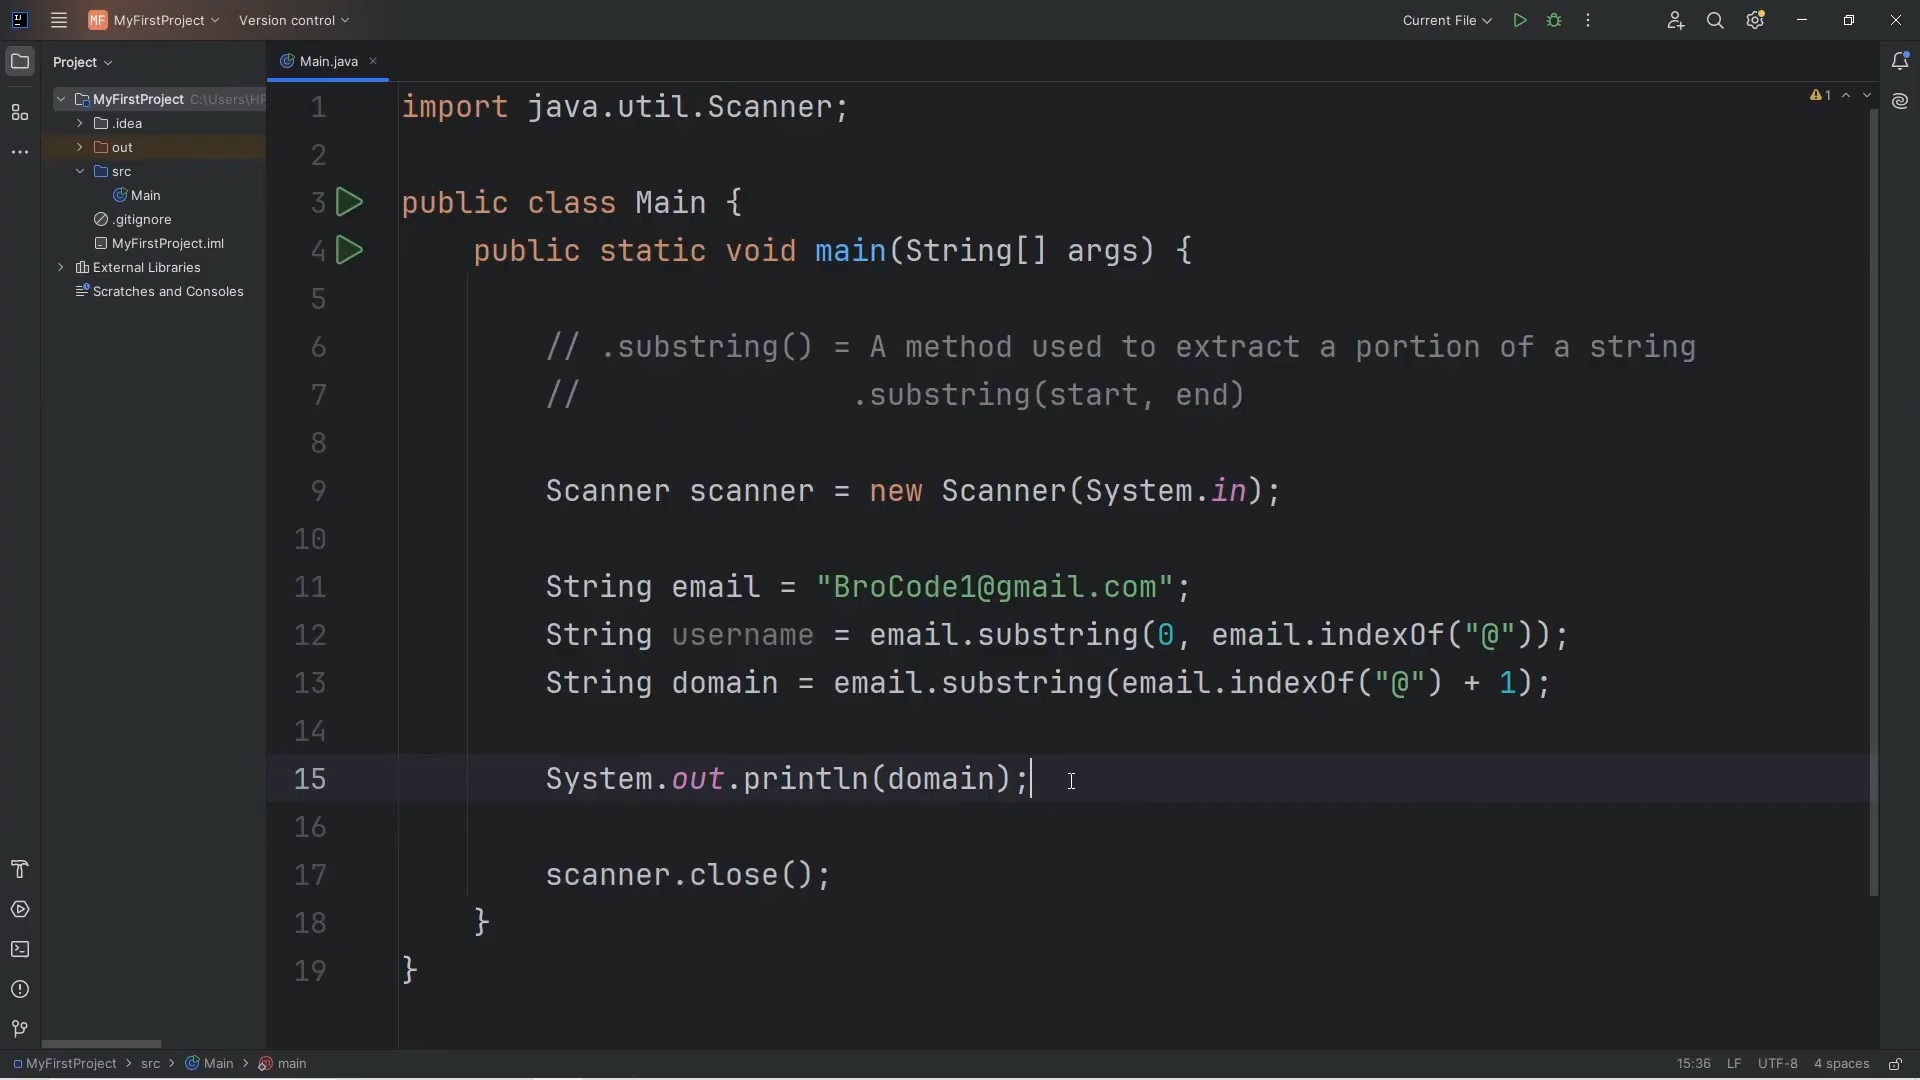 MF MyFirstProject Version control Current File
Project
Main.java
MyFirstProject C:\Users\HP
.idea
out
src
Main
.gitignore
MyFirstProject.iml
External Libraries
Scratches and Consoles
1
1 import java.util.Scanner;
2
3 public class Main {
4 public static void main(String[] args) {
5
6 // .substring() = A method used to extract a portion of a string
7 // .substring(start, end)
8
9 Scanner scanner = new Scanner(System.in);
10
11 String email = "BroCode1@gmail.com";
12 String username = email.substring(0, email.indexOf("@"));
13 String domain = email.substring(email.indexOf("@") + 1);
14
15 System.out.println(domain);
16
17 scanner.close();
18 }
19 }
MyFirstProject > src > Main > main 15:36 LF UTF-8 4 spaces